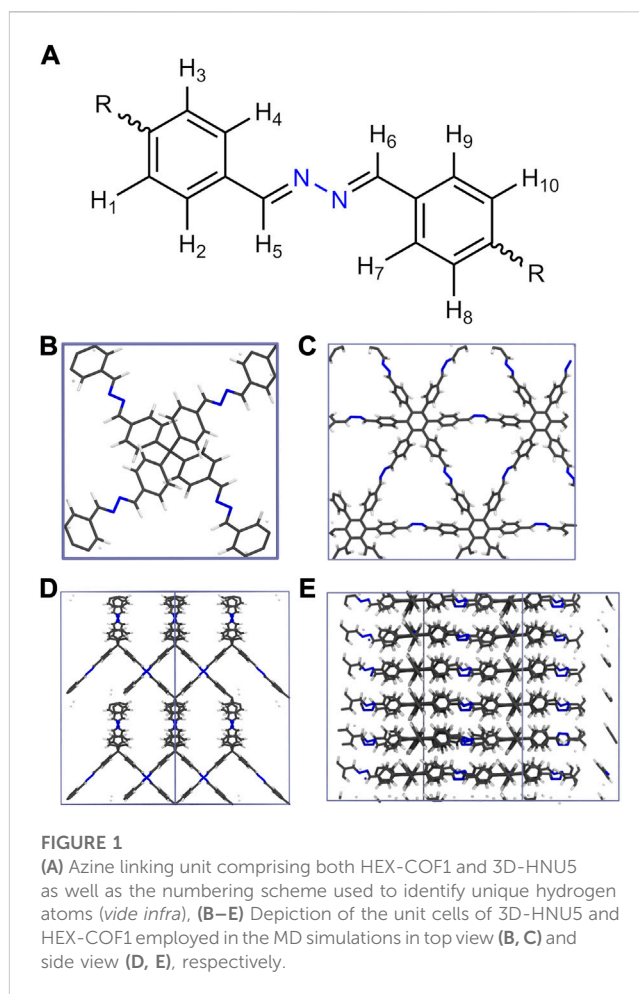 A
H3
R
H4
H6
H9
N
H10
H1
N
H2
H5
H7
R
H8
B
C
D
E
FIGURE 1
(A) Azine linking unit comprising both HEX-COF1 and 3D-HNU5
as well as the numbering scheme used to identify unique hydrogen
atoms (vide infra), (B–E) Depiction of the unit cells of 3D-HNU5 and
HEX-COF1 employed in the MD simulations in top view (B, C) and
side view (D, E), respectively.